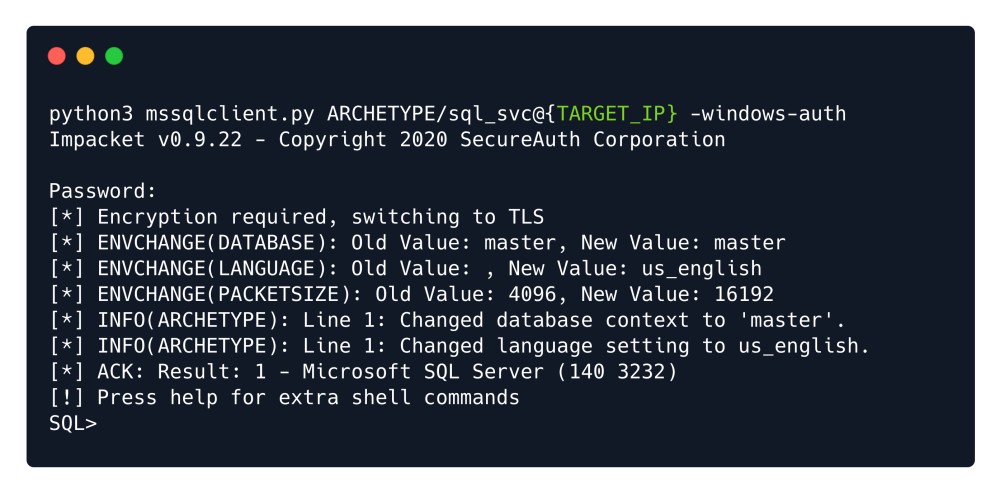 python3 mssqlclient.py ARCHETYPE/sql_svc@{TARGET_IP} -windows-auth
Impacket v0.9.22 - Copyright 2020 SecureAuth Corporation
Password:
[*] Encryption required, switching to TLS
[*] ENVCHANGE(DATABASE): Old Value: master, New Value: master
[*] ENVCHANGE(LANGUAGE): Old Value: , New Value: us_english
[*] ENVCHANGE(PACKETSIZE): Old Value: 4096, New Value: 16192
[*] INFO(ARCHETYPE): Line 1: Changed database context to 'master'.
[*] INFO(ARCHETYPE): Line 1: Changed language setting to us_english.
[*] ACK: Result: 1 - Microsoft SQL Server (140 3232)
[!] Press help for extra shell commands
SQL>